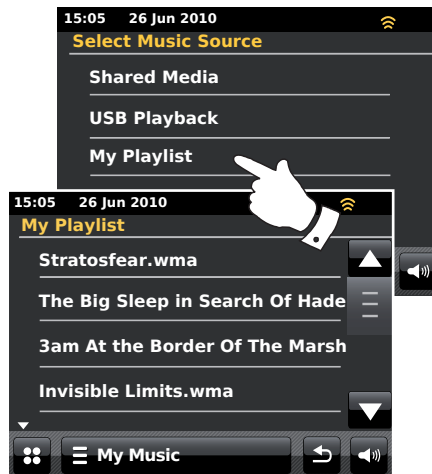 15:05 26 Jun 2010
Select Music Source
Shared Media
USB Playback
My Playlist
15:05 26 Jun 2010
My Playlist
Stratosfear.wma
The Big Sleep in Search Of Hade
3am At the Border Of The Marsh
Invisible Limits.wma
My Music